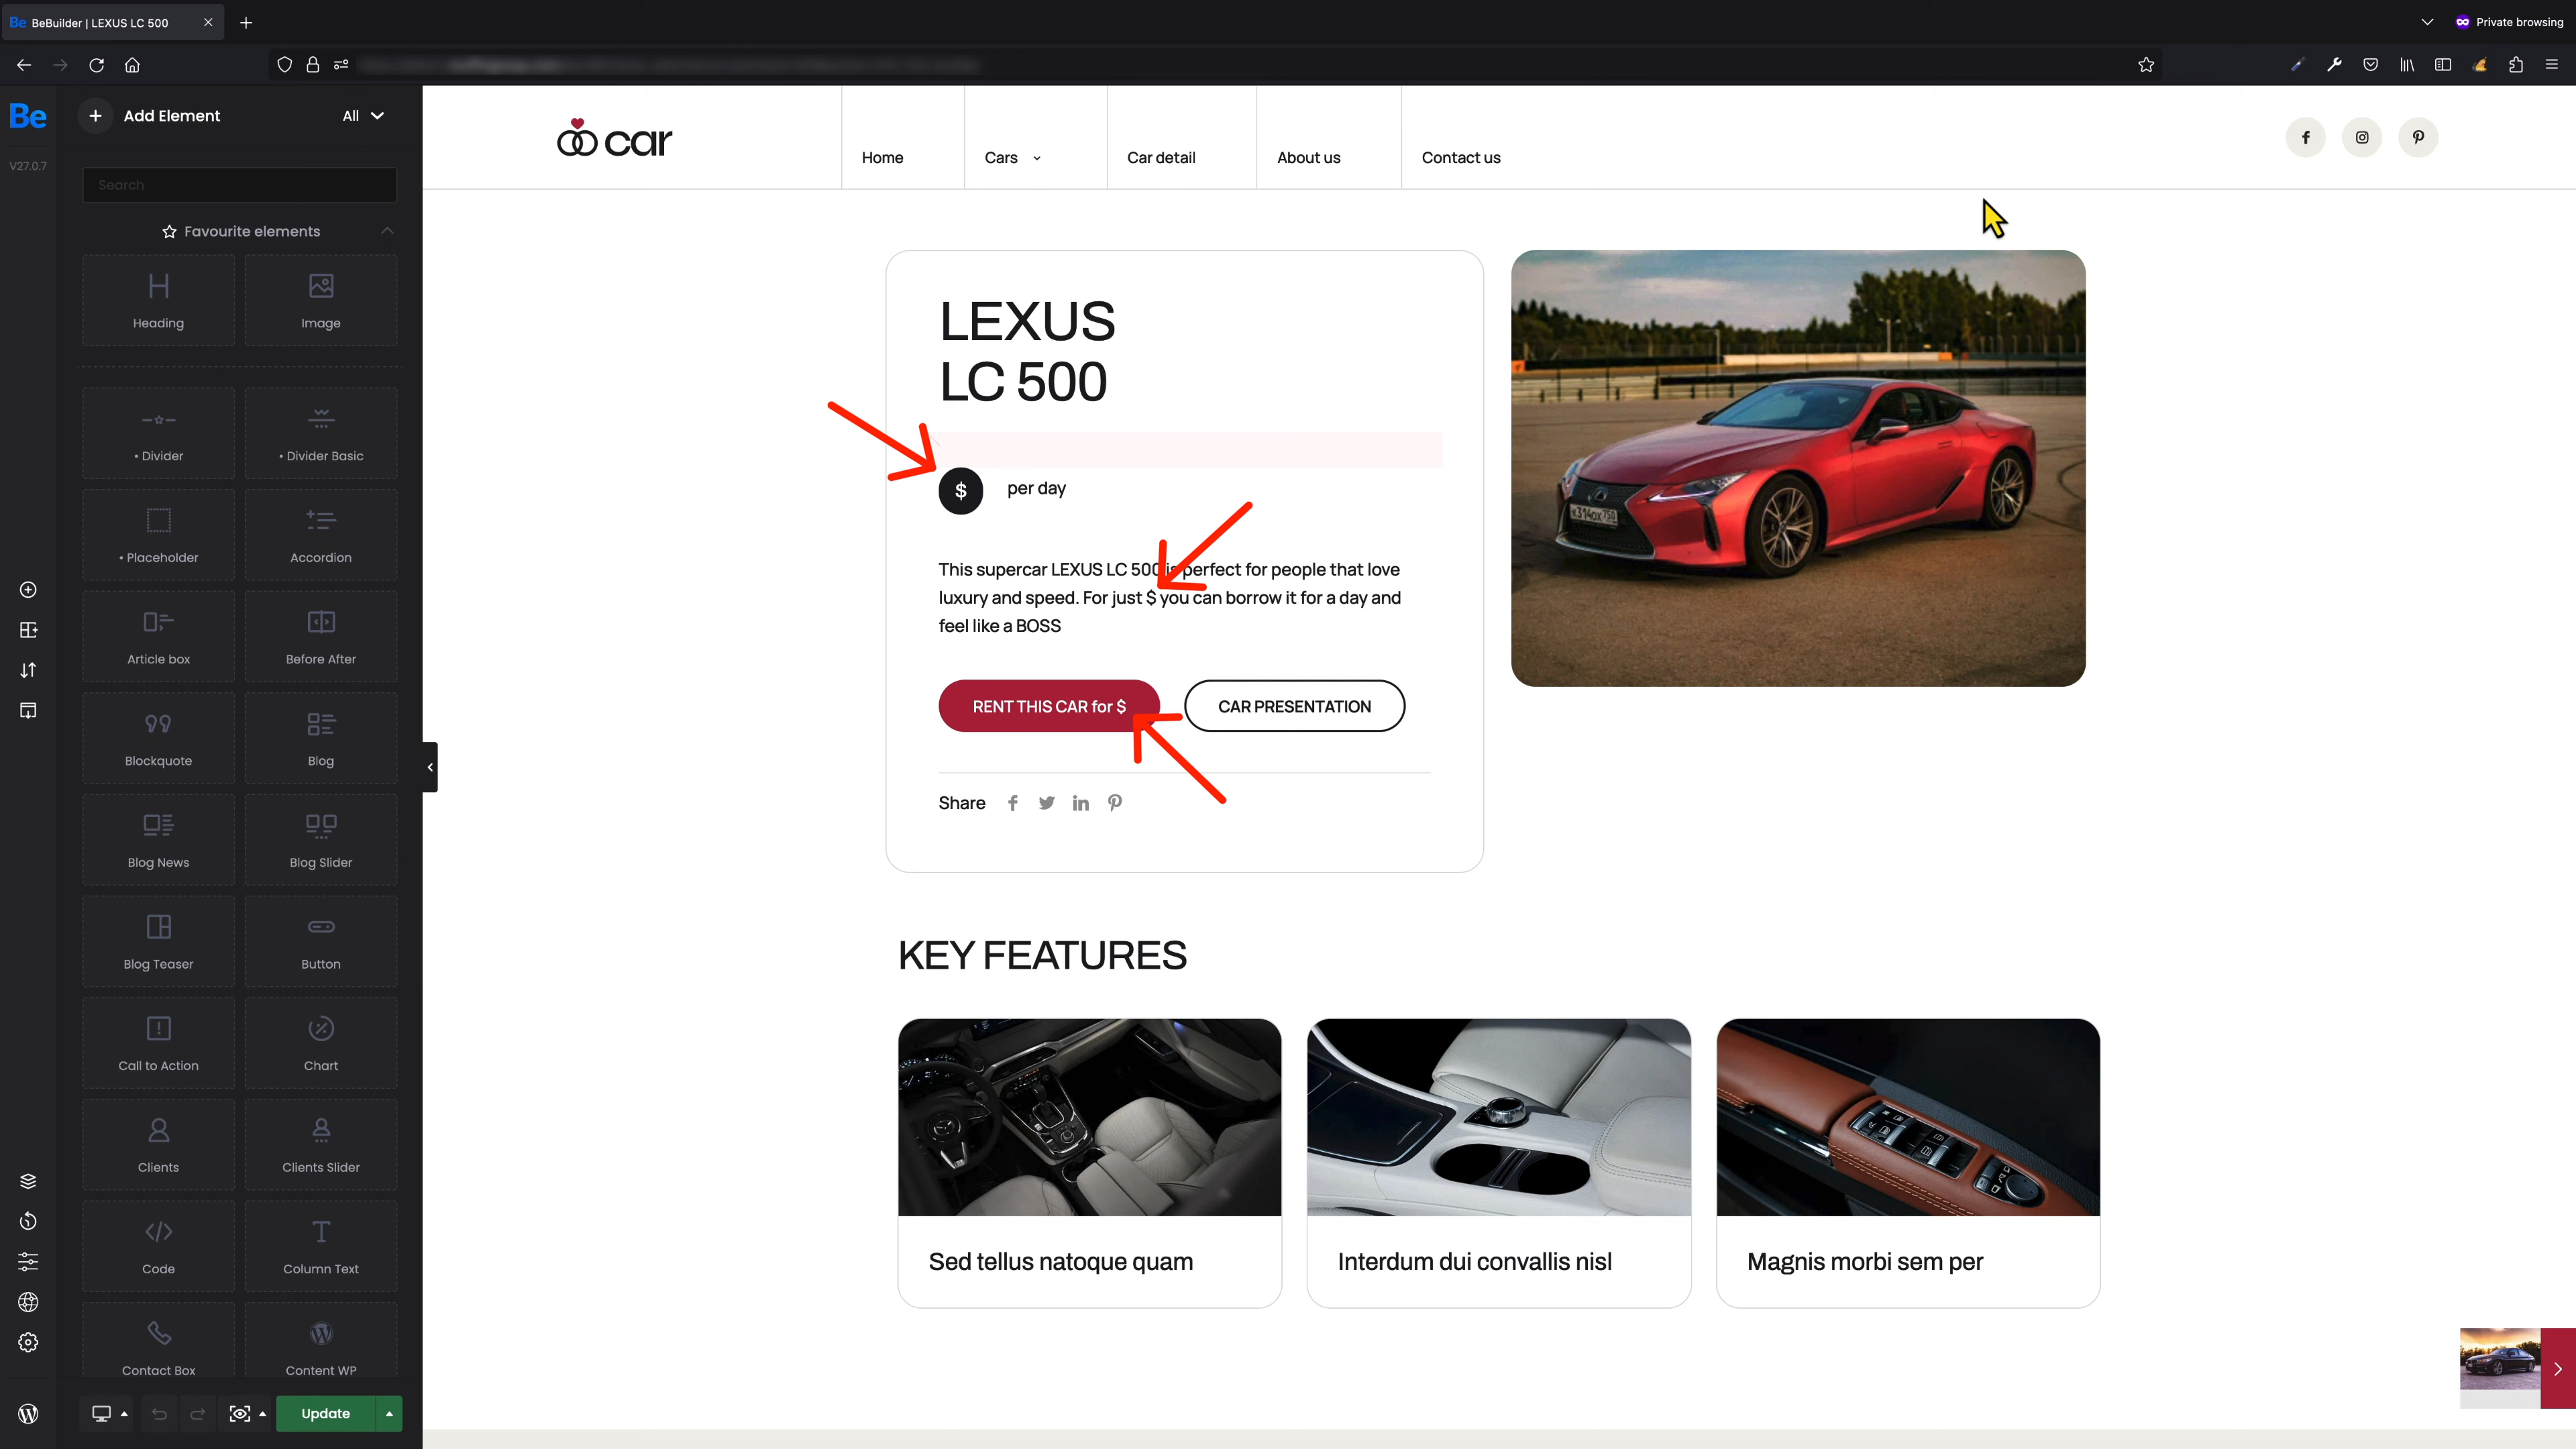 BeBuilder | LEXUS LC 500
Private browsing
Be
Add Element
All
V27.0.7
Search
Favourite elements
Heading
Image
• Divider
• Divider Basic
• Placeholder
Accordion
Article box
Before After
Blockquote
Blog
Blog News
Blog Slider
Blog Teaser
Button
Call to Action
Chart
Clients
Clients Slider
Code
Column Text
Contact Box
Content WP
Update
car
Home
Cars
Car detail
About us
Contact us
LEXUS
LC 500
$ per day
This supercar LEXUS LC 500 is perfect for people that love
luxury and speed. For just $ you can borrow it for a day and
feel like a BOSS
RENT THIS CAR for $
CAR PRESENTATION
Share
KEY FEATURES
Sed tellus natoque quam
Interdum dui convallis nisl
Magnis morbi sem per